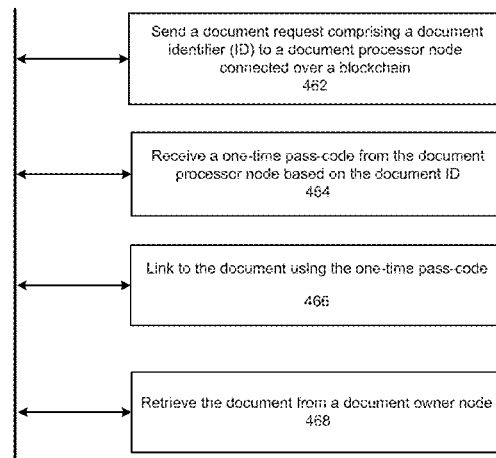 Send a document request comprising a document
identifier (ID) to a document processor node
connected over a blockchain
462
Receive a one-time pass-code from the document
processor node based on the document ID
464
Link to the document using the one-time pass-code
466
Retrieve the document from a document owner node
468